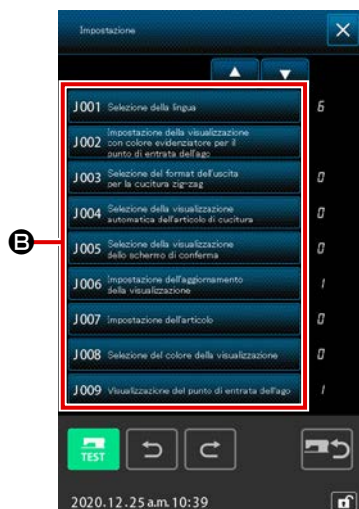 Impostazione
J001 Selezione della lingua 6
J002 Impostazione della visualizzazione
con colore evidenziatore per il
punto di entrata dell'ago
J003 Selezione del format dell'uscita
per la cucitura zig-zag 0
J004 Selezione della visualizzazione
automatica dell'articolo di cucitura 0
B
J005 Selezione della visualizzazione
dello schermo di conferma 0
J006 Impostazione dell'aggiornamento
della visualizzazione 1
J007 Impostazione dell'articolo 0
J008 Selezione del colore della visualizzazione 0
J009 Visualizzazione del punto di entrata dell'ago 1
TEST
2020.12.25 a.m. 10:39